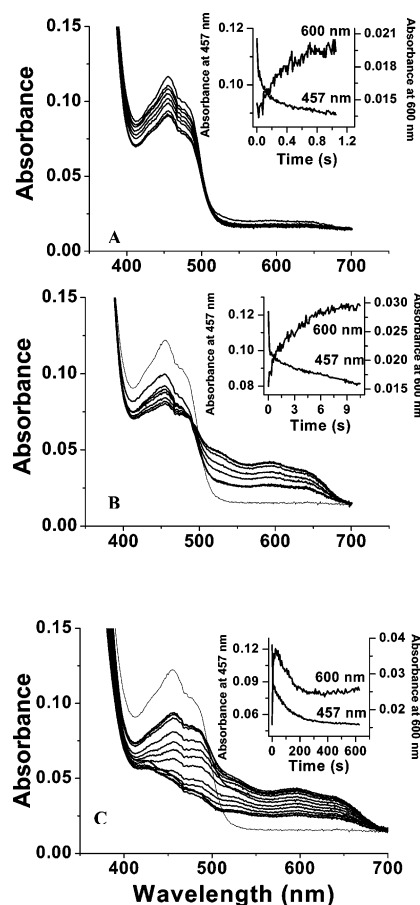 0.15
0.10
0.05
0.00
Absorbance
400
500
600
700
A
Absorbance at 457 nm
0.12
0.10
600 nm
457 nm
0.021
0.018
0.015
Absorbance at 600 nm
0.0
0.4
0.8
1.2
Time (s)
0.15
0.10
0.05
0.00
Absorbance
400
500
600
700
B
Absorbance at 457 nm
0.12
0.10
0.08
600 nm
457 nm
0.030
0.025
0.020
0.015
Absorbance at 600 nm
0
3
6
9
Time (s)
0.15
0.10
0.05
0.00
Absorbance
400
500
600
700
C
Absorbance at 457 nm
0.12
0.09
0.06
600 nm
457 nm
0.04
0.03
0.02
Absorbance at 600 nm
0
200
400
600
Time (s)
Wavelength (nm)